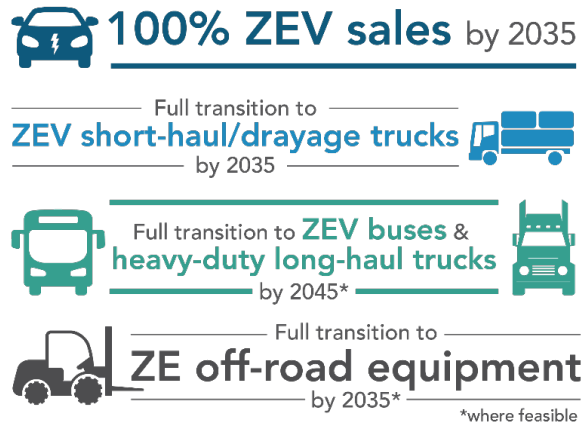 100% ZEV sales by 2035
Full transition to
ZEV short-haul/drayage trucks
by 2035
Full transition to ZEV buses &
heavy-duty long-haul trucks
by 2045*
Full transition to
ZE off-road equipment
by 2035*
*where feasible